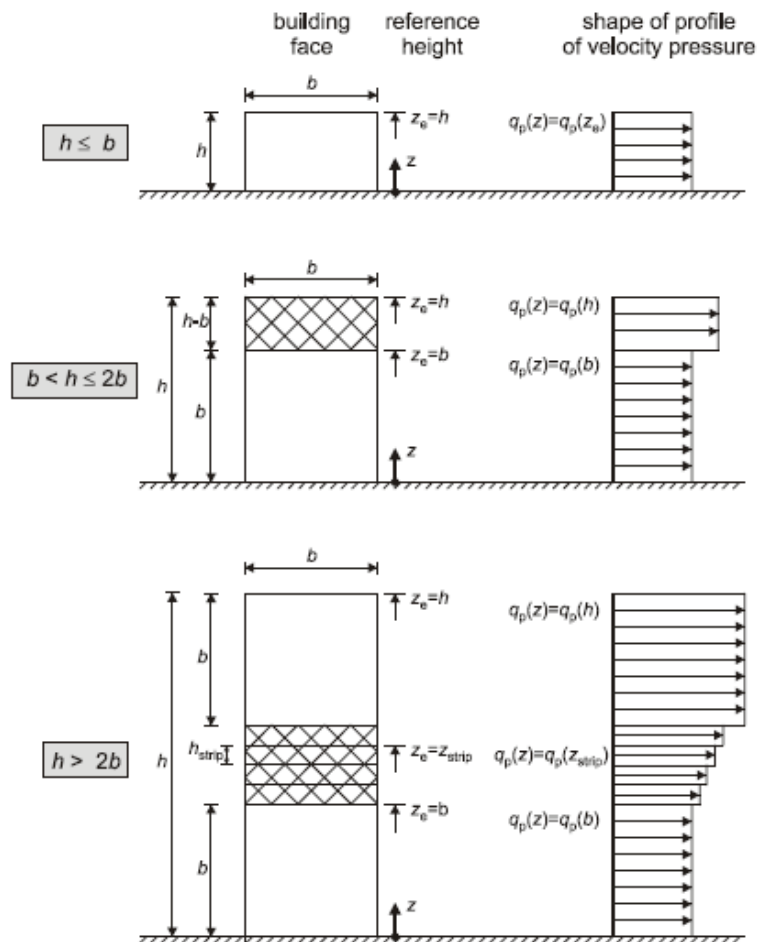 building face
reference height
shape of profile of velocity pressure
b
h ≤ b
h
z_e=h
z
q_p(z)=q_p(z_e)
b
b < h ≤ 2b
h
h-b
b
z_e=h
z_e=b
z
q_p(z)=q_p(h)
q_p(z)=q_p(b)
b
h > 2b
h
b
h_strip
b
z_e=h
z_e=z_strip
z_e=b
z
q_p(z)=q_p(h)
q_p(z)=q_p(z_strip)
q_p(z)=q_p(b)